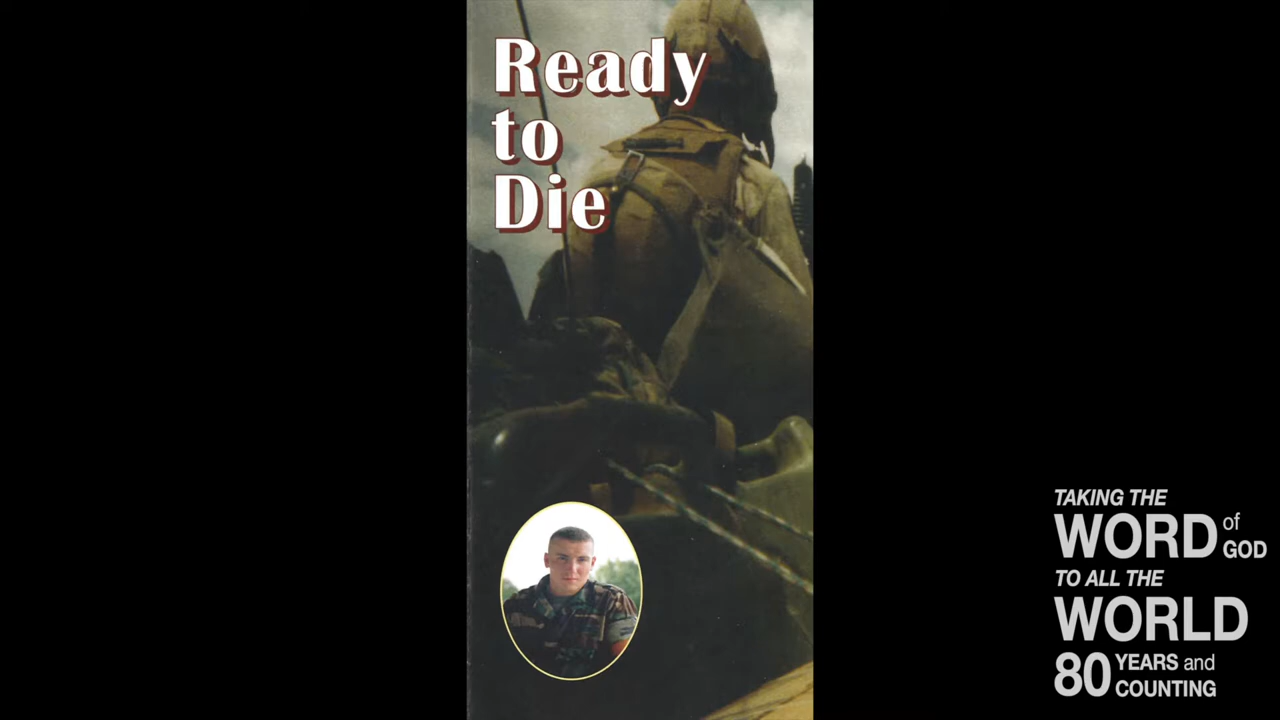 Ready
to
Die
TAKING THE
WORD of GOD
TO ALL THE
WORLD
80 YEARS and COUNTING